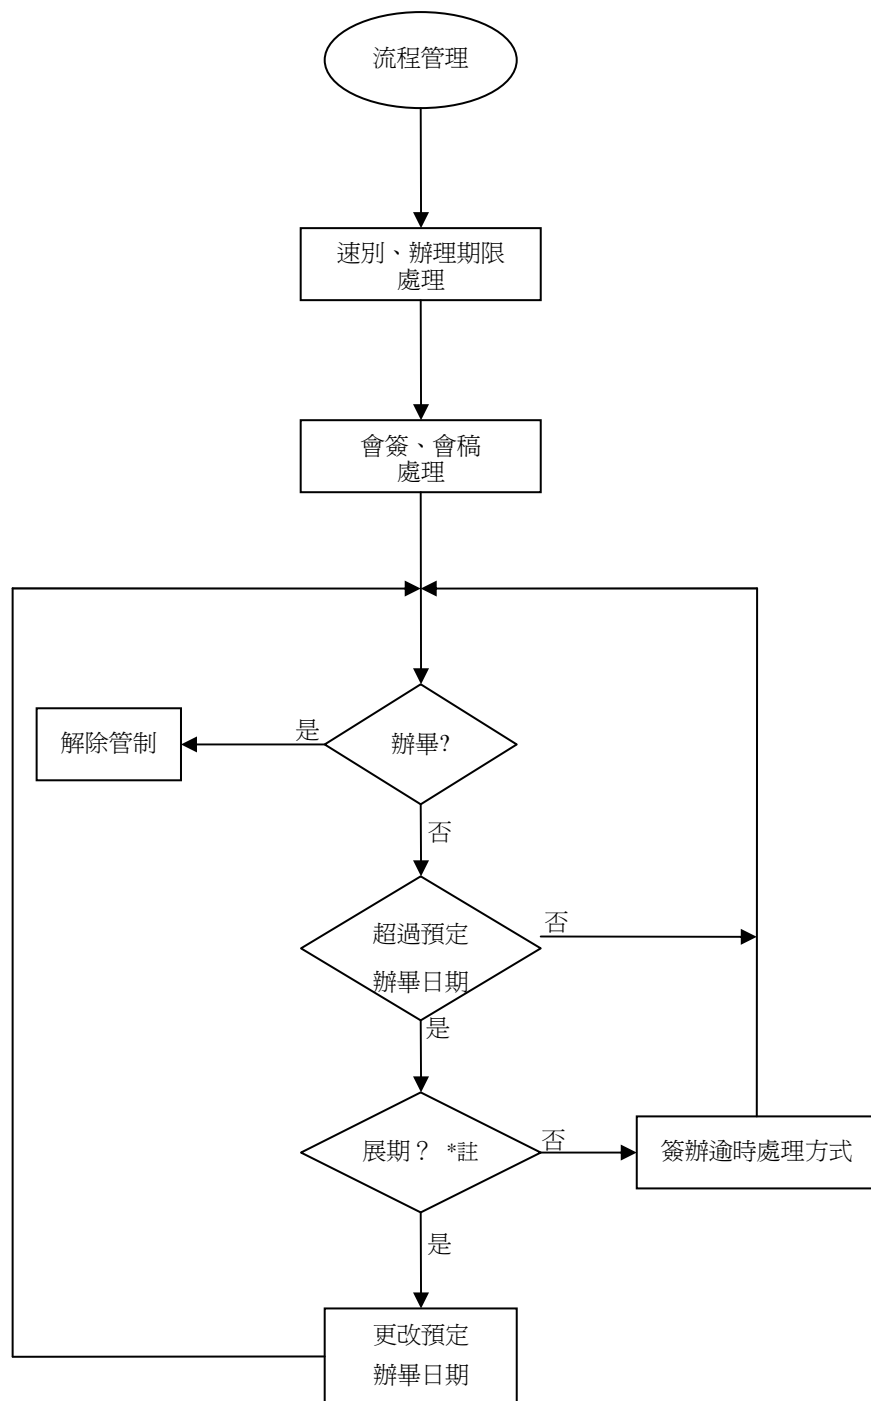 流程管理
速別、辦理期限
處理
會簽、會稿
處理
是
解除管制
辦畢?
否
超過預定
辦畢日期
否
是
展期？ *註
否
簽辦逾時處理方式
是
更改預定
辦畢日期